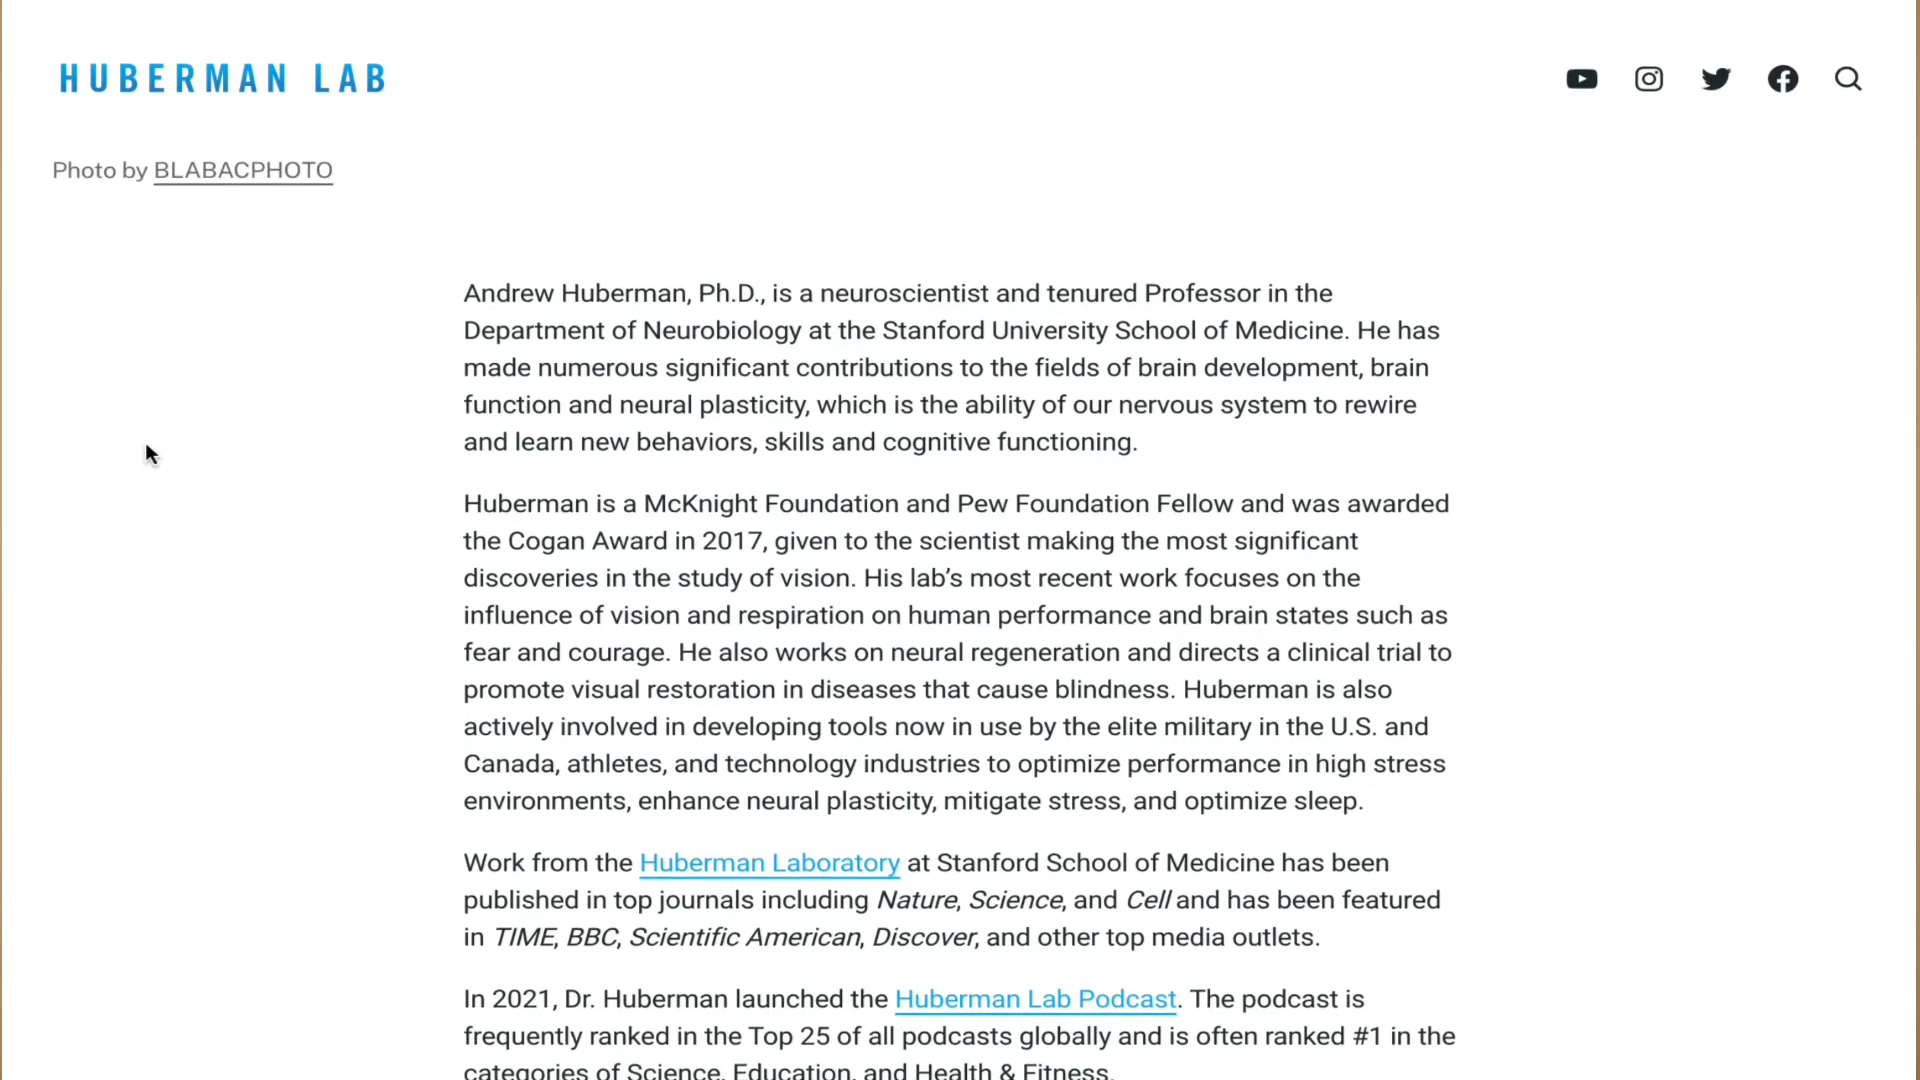 HUBERMAN LAB
Photo by BLABACPHOTO
Andrew Huberman, Ph.D., is a neuroscientist and tenured Professor in the
Department of Neurobiology at the Stanford University School of Medicine. He has
made numerous significant contributions to the fields of brain development, brain
function and neural plasticity, which is the ability of our nervous system to rewire
and learn new behaviors, skills and cognitive functioning.
Huberman is a McKnight Foundation and Pew Foundation Fellow and was awarded
the Cogan Award in 2017, given to the scientist making the most significant
discoveries in the study of vision. His lab’s most recent work focuses on the
influence of vision and respiration on human performance and brain states such as
fear and courage. He also works on neural regeneration and directs a clinical trial to
promote visual restoration in diseases that cause blindness. Huberman is also
actively involved in developing tools now in use by the elite military in the U.S. and
Canada, athletes, and technology industries to optimize performance in high stress
environments, enhance neural plasticity, mitigate stress, and optimize sleep.
Work from the Huberman Laboratory at Stanford School of Medicine has been
published in top journals including Nature, Science, and Cell and has been featured
in TIME, BBC, Scientific American, Discover, and other top media outlets.
In 2021, Dr. Huberman launched the Huberman Lab Podcast. The podcast is
frequently ranked in the Top 25 of all podcasts globally and is often ranked #1 in the
categories of Science, Education, and Health & Fitness.